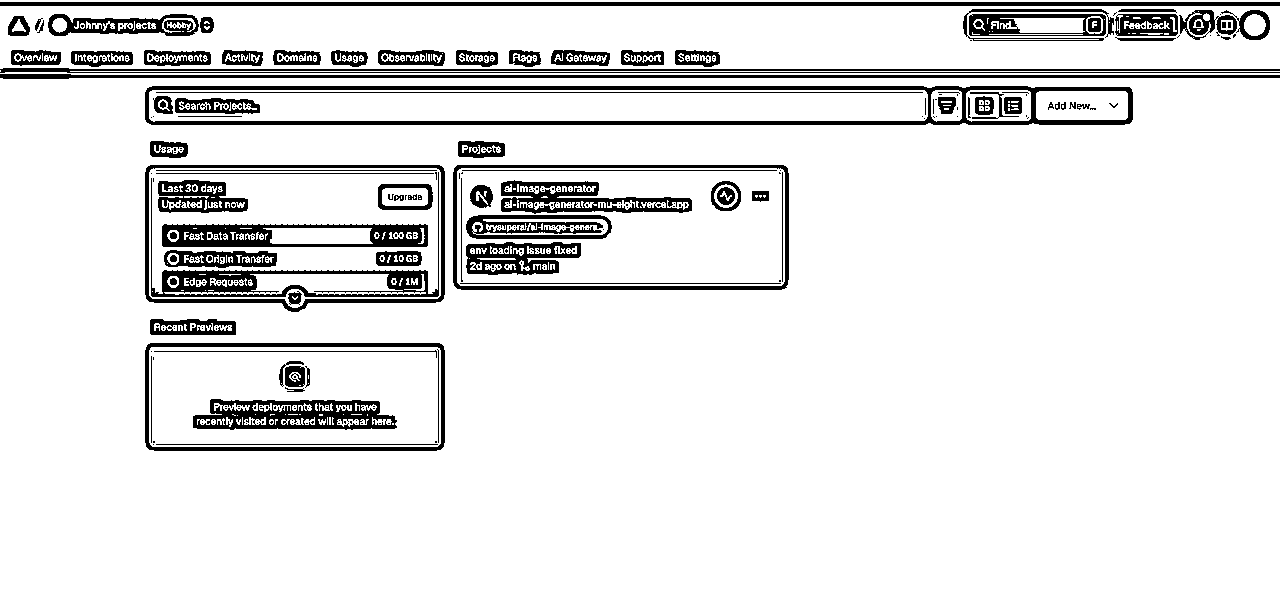 Johnny's projects Hobby
Find... F Feedback
Overview Integrations Deployments Activity Domains Usage Observability Storage Flags AI Gateway Support Settings
Search Projects...
Add New...
Usage
Last 30 days
Updated just now
Upgrade
Fast Data Transfer 0 / 100 GB
Fast Origin Transfer 0 / 10 GB
Edge Requests 0 / 1M
Recent Previews
Preview deployments that you have
recently visited or created will appear here.
Projects
ai-image-generator
ai-image-generator-mu-eight.vercel.app
trysuperai/ai-image-genera...
env loading issue fixed
2d ago on main